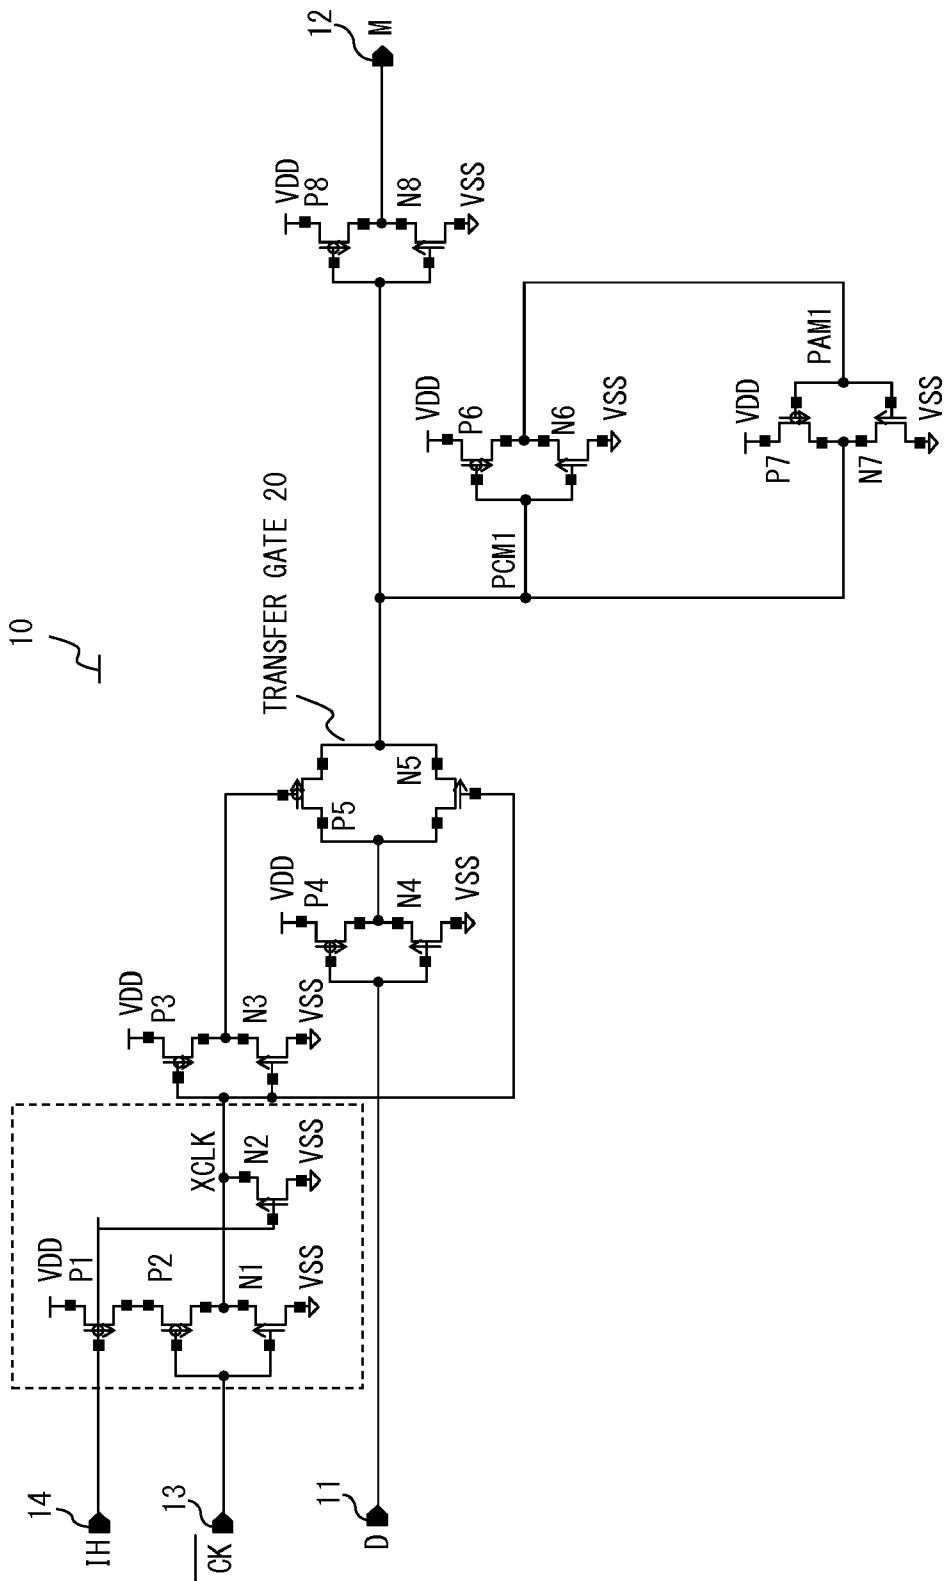 10
14
IH
13
C̅K̅
11
D
VDD
P1
P2
N1
VSS
XCLK
N2
VSS
VDD
P3
N3
VSS
VDD
P4
N4
VSS
P5
N5
TRANSFER GATE 20
PCM1
VDD
P6
N6
VSS
VDD
P7
N7
VSS
PAM1
VDD
P8
N8
VSS
12
M